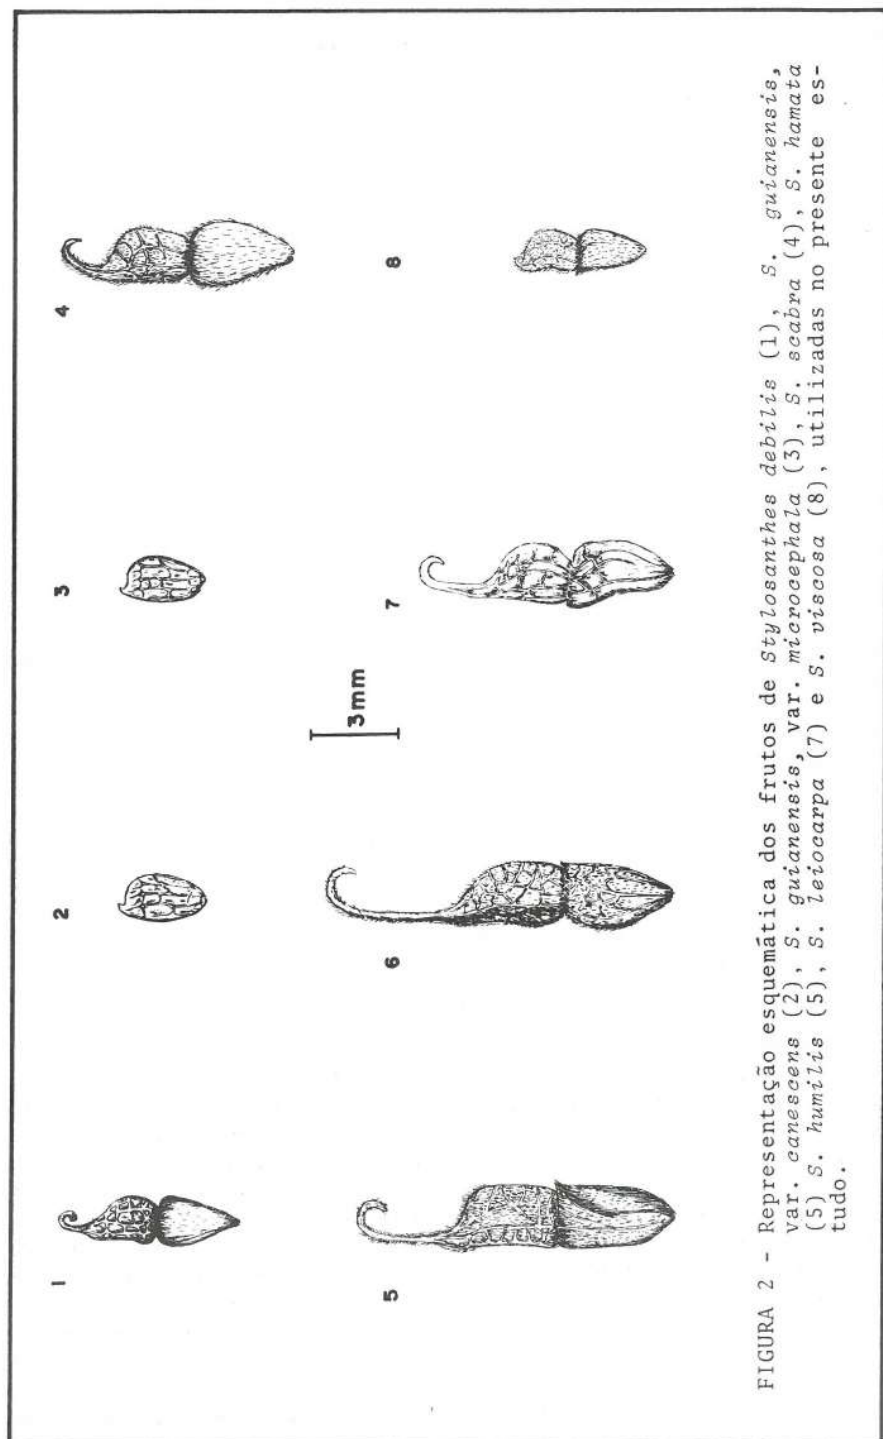 1
2
3
4
3mm
5
6
7
8
FIGURA 2 - Representação esquemática dos frutos de Stylosanthes debilis (1), S. guianensis,
var. canescens (2), S. guianensis, var. microcephala (3), S. scabra (4), S. hamata
(5) S. humilis (5), S. leiocarpa (7) e S. viscosa (8), utilizadas no presente es-
tudo.